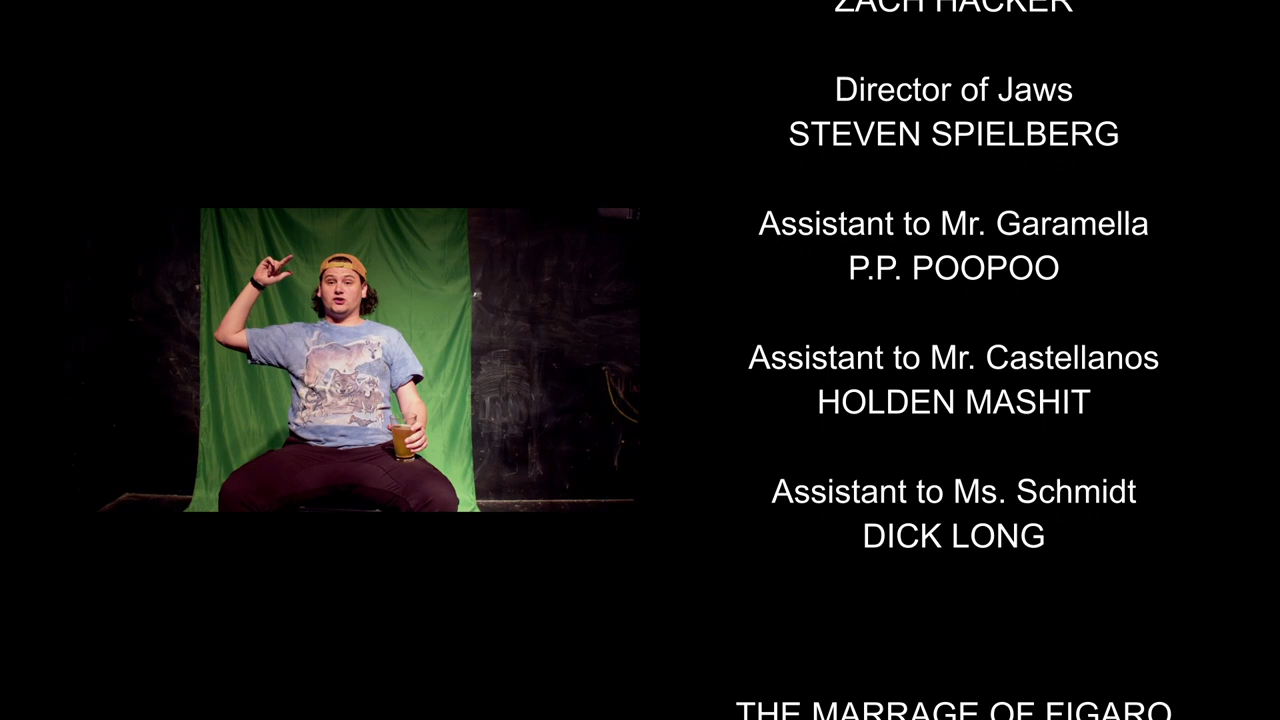 ZACH HACKER
Director of Jaws
STEVEN SPIELBERG
Assistant to Mr. Garamella
P.P. POOPOO
Assistant to Mr. Castellanos
HOLDEN MASHIT
Assistant to Ms. Schmidt
DICK LONG
THE MARRAGE OF FIGARO